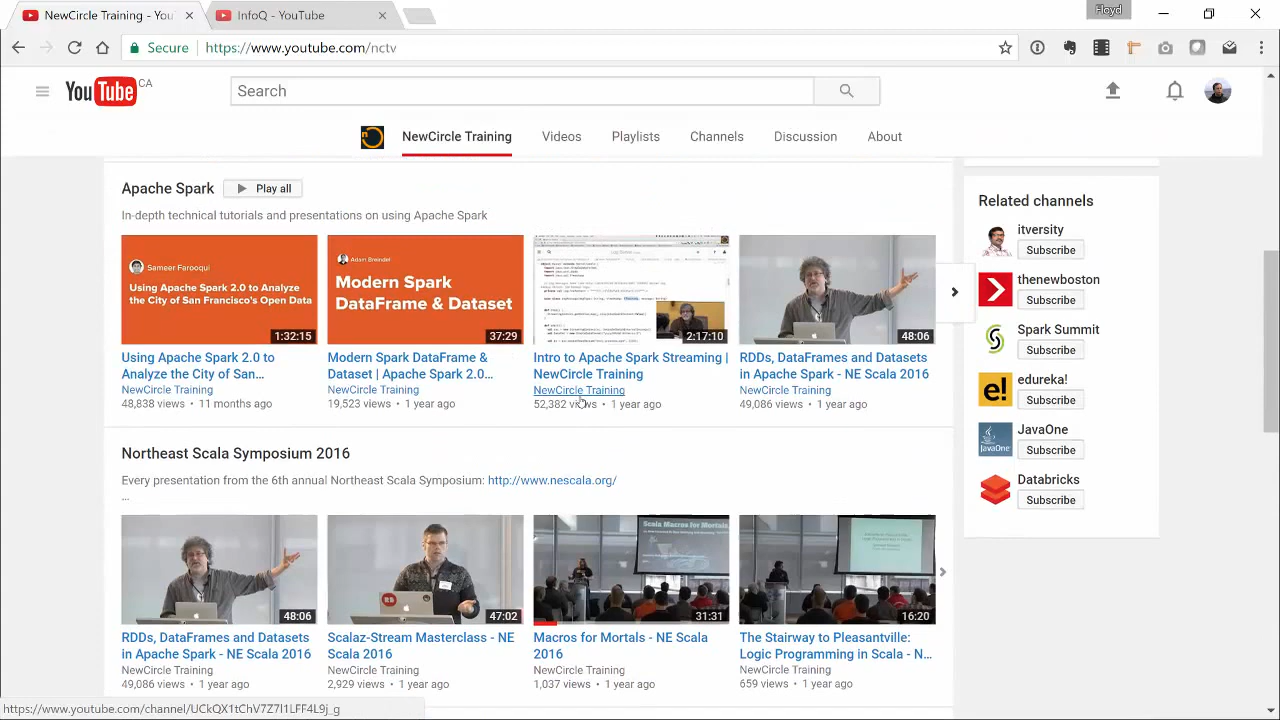 NewCircle Training - You
InfoQ - YouTube
Floyd
Secure
https://www.youtube.com/nctv
YouTube CA
Search
NewCircle Training
Videos
Playlists
Channels
Discussion
About
Apache Spark
Play all
In-depth technical tutorials and presentations on using Apache Spark
Sameer Farooqui
Using Apache Spark 2.0 to Analyze
the City of San Francisco's Open Data
1:32:15
Adam Breindel
Modern Spark
DataFrame & Dataset
37:29
2:17:10
48:06
Using Apache Spark 2.0 to
Analyze the City of San...
NewCircle Training
48,838 views • 11 months ago
Modern Spark DataFrame &
Dataset | Apache Spark 2.0...
NewCircle Training
19,523 views • 1 year ago
Intro to Apache Spark Streaming |
NewCircle Training
NewCircle Training
52,382 views • 1 year ago
RDDs, DataFrames and Datasets
in Apache Spark - NE Scala 2016
NewCircle Training
49,086 views • 1 year ago
Northeast Scala Symposium 2016
Every presentation from the 6th annual Northeast Scala Symposium: http://www.nescala.org/
...
48:06
47:02
Scala Macros for Mortals
31:31
16:20
RDDs, DataFrames and Datasets
in Apache Spark - NE Scala 2016
NewCircle Training
49,086 views • 1 year ago
Scalaz-Stream Masterclass - NE
Scala 2016
NewCircle Training
2,929 views • 1 year ago
Macros for Mortals - NE Scala
2016
NewCircle Training
1,037 views • 1 year ago
The Stairway to Pleasantville:
Logic Programming in Scala - N...
NewCircle Training
659 views • 1 year ago
Related channels
itversity
Subscribe
thenewboston
Subscribe
Spark Summit
Subscribe
e!
edureka!
Subscribe
JavaOne
JavaOne
Subscribe
Databricks
Subscribe
https://www.youtube.com/channel/UCkQX1tChV7Z7l1LFF4L9j_g